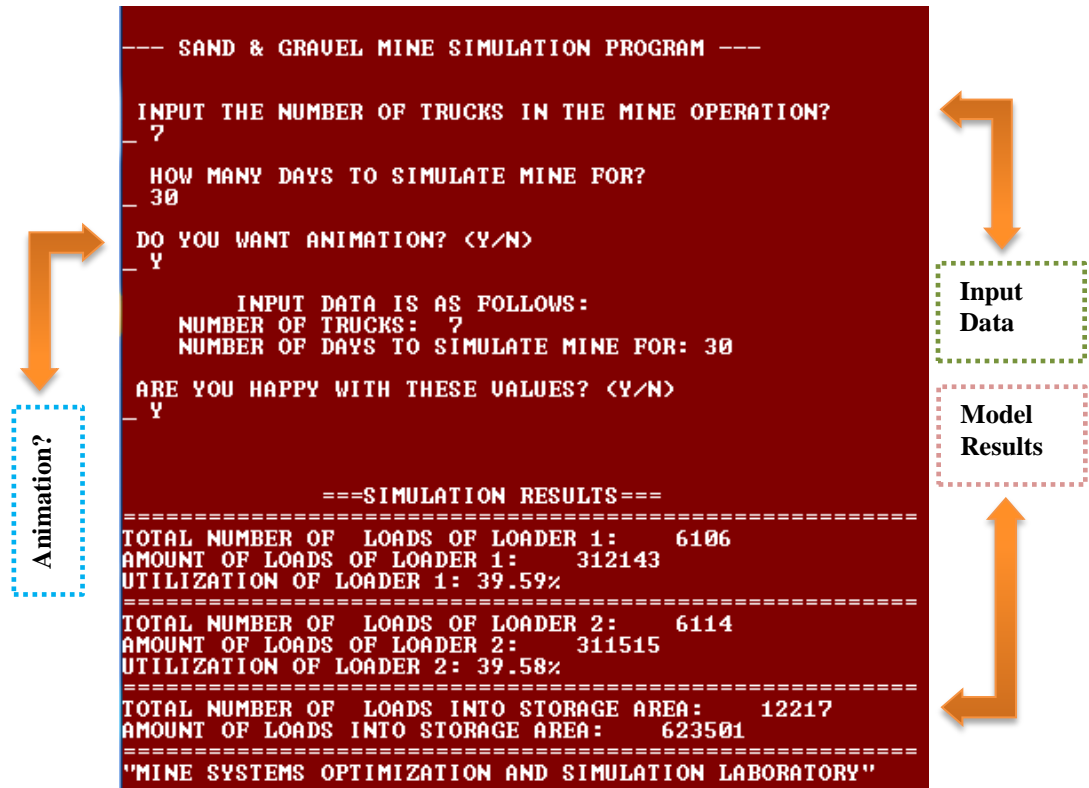 --- SAND & GRAVEL MINE SIMULATION PROGRAM ---
INPUT THE NUMBER OF TRUCKS IN THE MINE OPERATION?
_ 7
HOW MANY DAYS TO SIMULATE MINE FOR?
_ 30
DO YOU WANT ANIMATION? (Y/N)
_ Y
INPUT DATA IS AS FOLLOWS:
NUMBER OF TRUCKS: 7
NUMBER OF DAYS TO SIMULATE MINE FOR: 30
ARE YOU HAPPY WITH THESE VALUES? (Y/N)
_ Y
===SIMULATION RESULTS===
TOTAL NUMBER OF LOADS OF LOADER 1: 6106
AMOUNT OF LOADS OF LOADER 1: 312143
UTILIZATION OF LOADER 1: 39.59%
TOTAL NUMBER OF LOADS OF LOADER 2: 6114
AMOUNT OF LOADS OF LOADER 2: 311515
UTILIZATION OF LOADER 2: 39.58%
TOTAL NUMBER OF LOADS INTO STORAGE AREA: 12217
AMOUNT OF LOADS INTO STORAGE AREA: 623501
"MINE SYSTEMS OPTIMIZATION AND SIMULATION LABORATORY"
Animation?
Input
Data
Model
Results